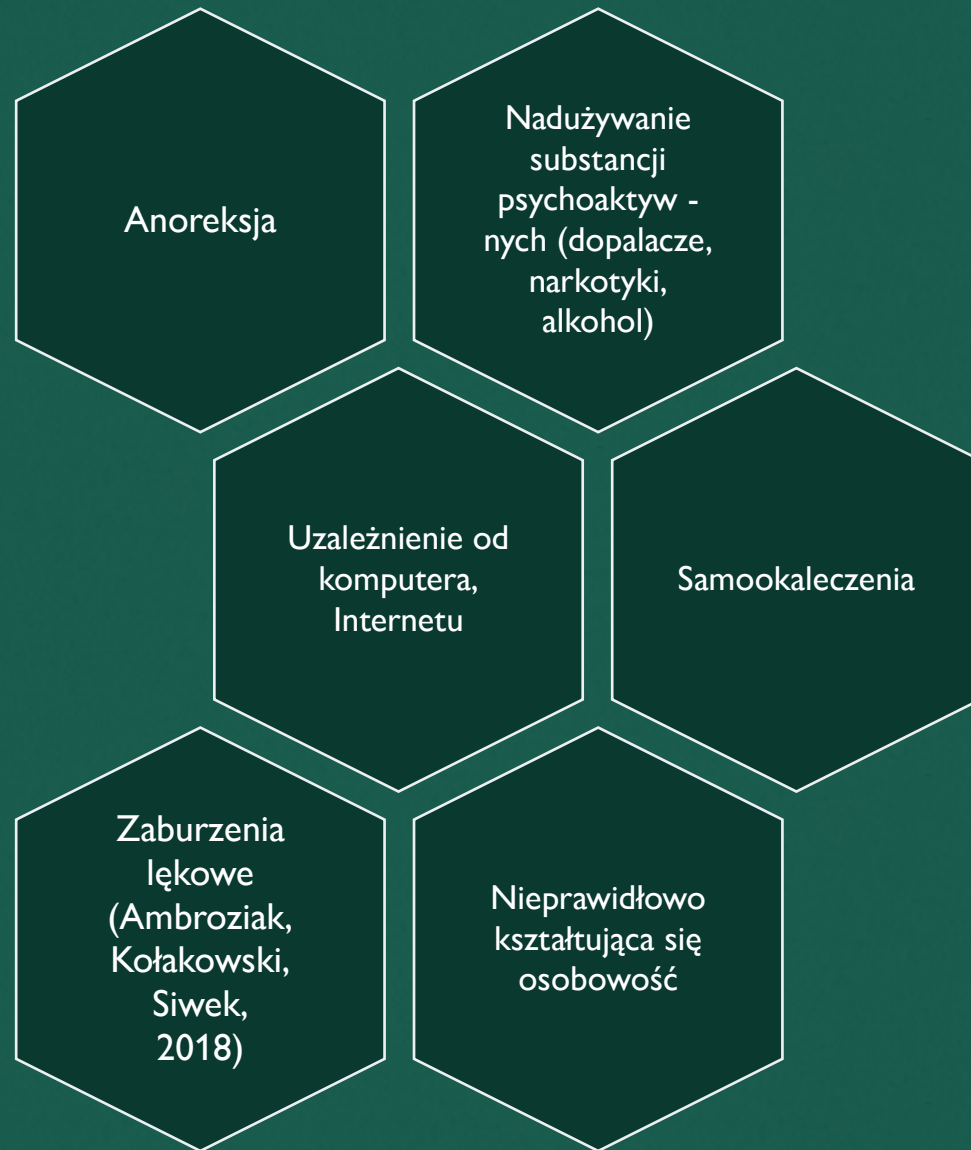 Anoreksja
Nadużywanie
substancji
psychoaktyw -
nych (dopalacze,
narkotyki,
alkohol)
Uzależnienie od
komputera,
Internetu
Samookaleczenia
Zaburzenia
lękowe
(Ambroziak,
Kołakowski,
Siwek,
2018)
Nieprawidłowo
kształtująca się
osobowość